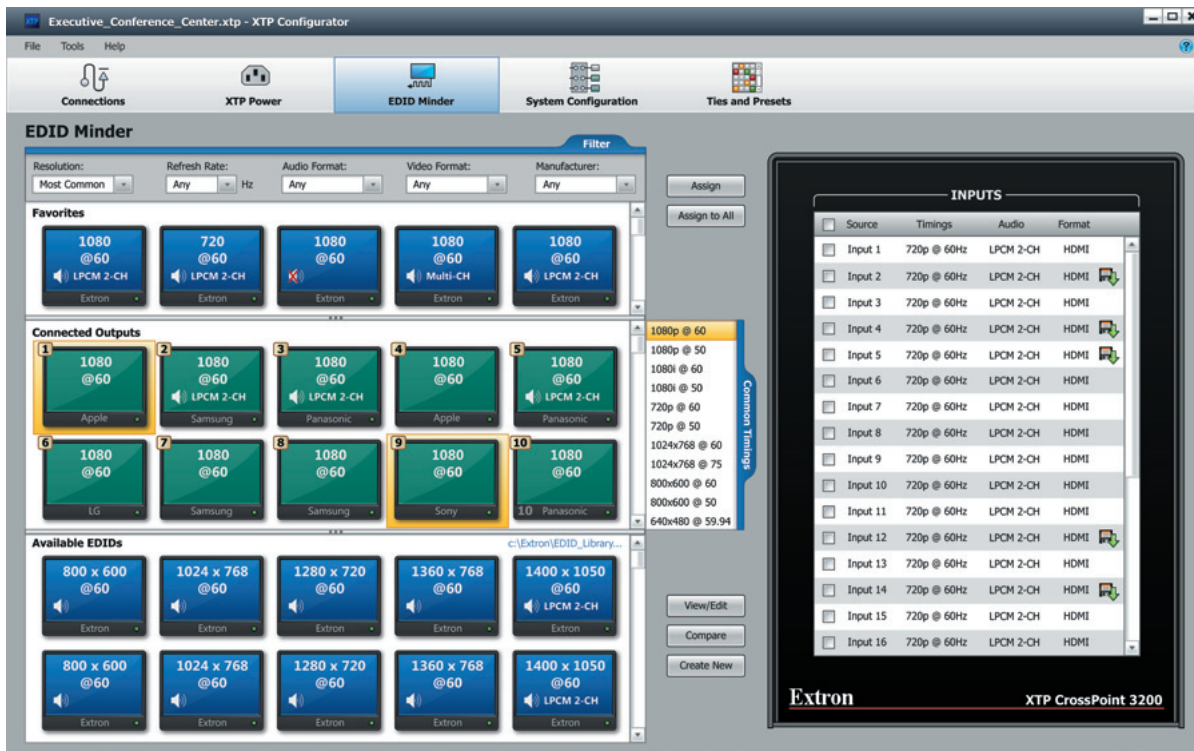 XTP Executive_Conference_Center.xtp - XTP Configurator
File Tools Help
?
Connections XTP Power EDID Minder System Configuration Ties and Presets
EDID Minder
Filter
Resolution: Refresh Rate: Audio Format: Video Format: Manufacturer:
Most Common Any Hz Any Any Any
Favorites
1080 720 1080 1080 1080
@60 @60 @60 @60 @60
LPCM 2-CH LPCM 2-CH Multi-CH LPCM 2-CH
Extron Extron Extron Extron Extron
Connected Outputs
1 2 3 4 5
1080 1080 1080 1080 1080
@60 @60 @60 @60 @60
LPCM 2-CH LPCM 2-CH LPCM 2-CH
Apple Samsung Panasonic Apple Panasonic
6 7 8 9 10
1080 1080 1080 1080 1080
@60 @60 @60 @60 @60
LG Samsung Samsung Sony 10 Panasonic
Available EDIDs c:\Extron\EDID_Library...
800 x 600 1024 x 768 1280 x 720 1360 x 768 1400 x 1050
@60 @60 @60 @60 @60
LPCM 2-CH
Extron Extron Extron Extron Extron
800 x 600 1024 x 768 1280 x 720 1360 x 768 1400 x 1050
@60 @60 @60 @60 @60
LPCM 2-CH
Extron Extron Extron Extron Extron
Assign
Assign to All
1080p @ 60
1080p @ 50
1080i @ 60
1080i @ 50
720p @ 60
720p @ 50
1024x768 @ 60
1024x768 @ 75
800x600 @ 60
800x600 @ 50
640x480 @ 59.94
Common Timings
View/Edit
Compare
Create New
INPUTS
Source Timings Audio Format
Input 1 720p @ 60Hz LPCM 2-CH HDMI
Input 2 720p @ 60Hz LPCM 2-CH HDMI
Input 3 720p @ 60Hz LPCM 2-CH HDMI
Input 4 720p @ 60Hz LPCM 2-CH HDMI
Input 5 720p @ 60Hz LPCM 2-CH HDMI
Input 6 720p @ 60Hz LPCM 2-CH HDMI
Input 7 720p @ 60Hz LPCM 2-CH HDMI
Input 8 720p @ 60Hz LPCM 2-CH HDMI
Input 9 720p @ 60Hz LPCM 2-CH HDMI
Input 10 720p @ 60Hz LPCM 2-CH HDMI
Input 11 720p @ 60Hz LPCM 2-CH HDMI
Input 12 720p @ 60Hz LPCM 2-CH HDMI
Input 13 720p @ 60Hz LPCM 2-CH HDMI
Input 14 720p @ 60Hz LPCM 2-CH HDMI
Input 15 720p @ 60Hz LPCM 2-CH HDMI
Input 16 720p @ 60Hz LPCM 2-CH HDMI
Extron XTP CrossPoint 3200